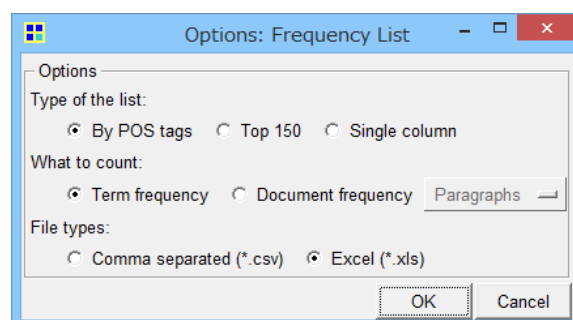 Options: Frequency List
Options
Type of the list:
By POS tags Top 150 Single column
What to count:
Term frequency Document frequency Paragraphs
File types:
Comma separated (*.csv) Excel (*.xls)
OK Cancel